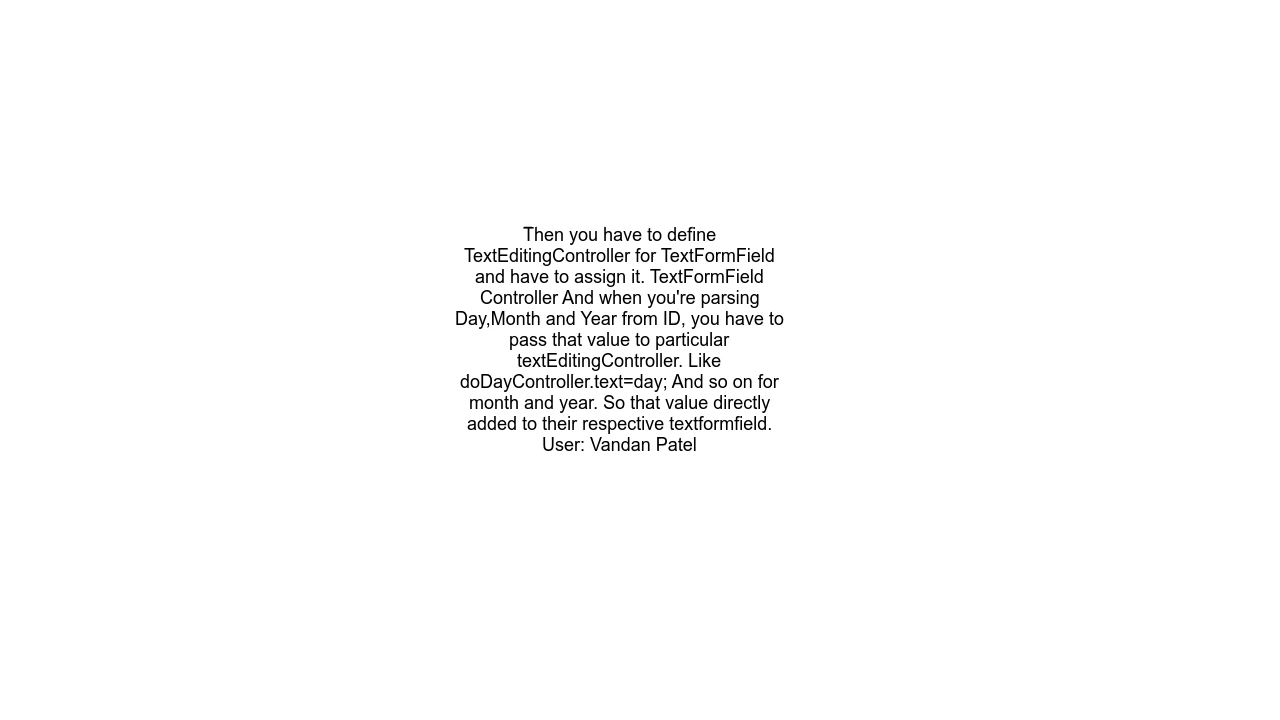 Then you have to define
TextEditingController for TextFormField
and have to assign it. TextFormField
Controller And when you're parsing
Day,Month and Year from ID, you have to
pass that value to particular
textEditingController. Like
doDayController.text=day; And so on for
month and year. So that value directly
added to their respective textformfield.
User: Vandan Patel